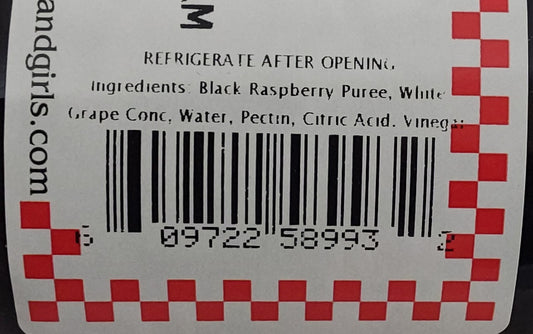 M
REFRIGERATE AFTER OPENING
Ingredients: Black Raspberry Puree, White
Grape Conc, Water, Pectin, Citric Acid, Vinegar
andgirls.com
6 09722 58993 2